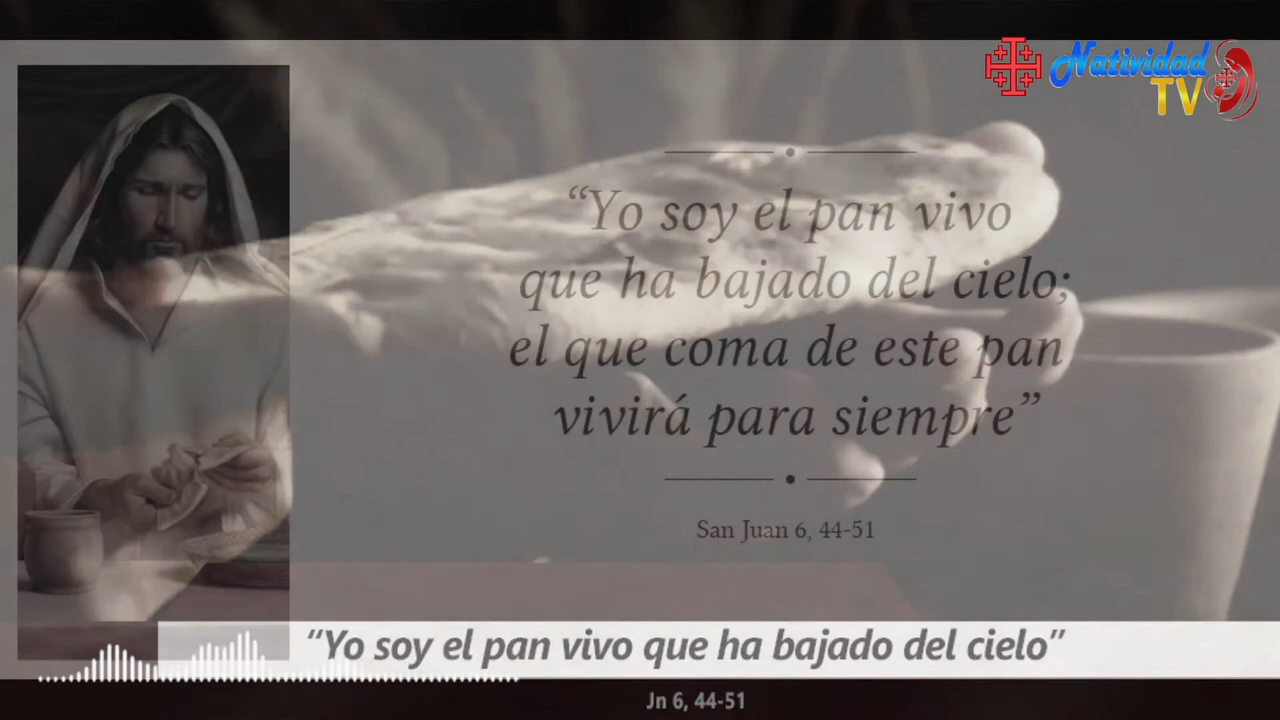 Natividad
TV
“Yo soy el pan vivo
que ha bajado del cielo;
el que coma de este pan
vivirá para siempre”
San Juan 6, 44-51
“Yo soy el pan vivo que ha bajado del cielo”
Jn 6, 44-51